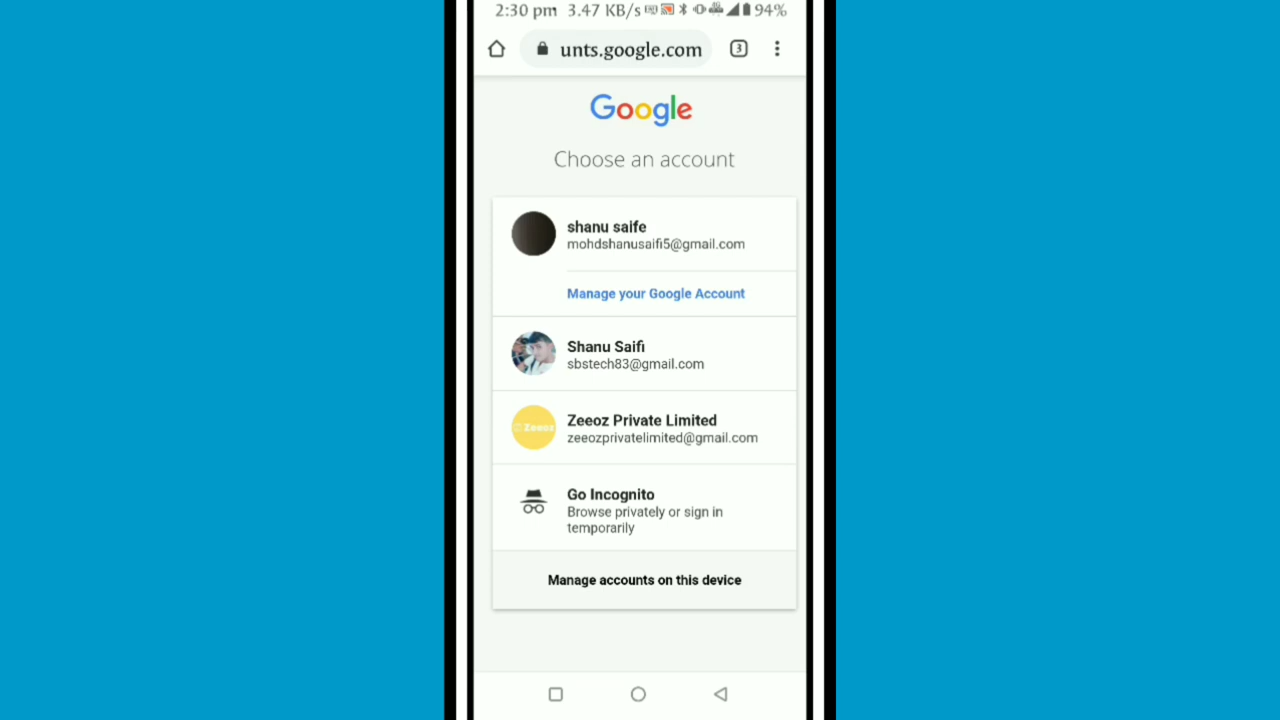 2:30 pm 3.47 KB/s 94%
unts.google.com 3
Google
Choose an account
shanu saife
mohdshanusaifi5@gmail.com
Manage your Google Account
Shanu Saifi
sbstech83@gmail.com
Zeeoz
Zeeoz Private Limited
zeeozprivatelimited@gmail.com
Go Incognito
Browse privately or sign in
temporarily
Manage accounts on this device